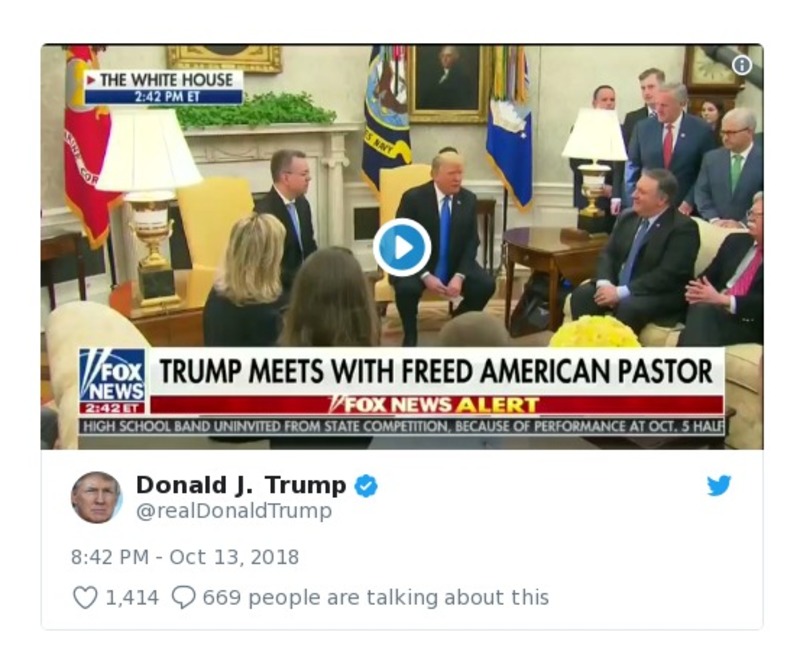 THE WHITE HOUSE
2:42 PM ET
FOX
NEWS
2:42 ET
TRUMP MEETS WITH FREED AMERICAN PASTOR
FOX NEWS ALERT
HIGH SCHOOL BAND UNINVITED FROM STATE COMPETITION, BECAUSE OF PERFORMANCE AT OCT. 5 HALF
Donald J. Trump
@realDonaldTrump
8:42 PM - Oct 13, 2018
1,414 669 people are talking about this